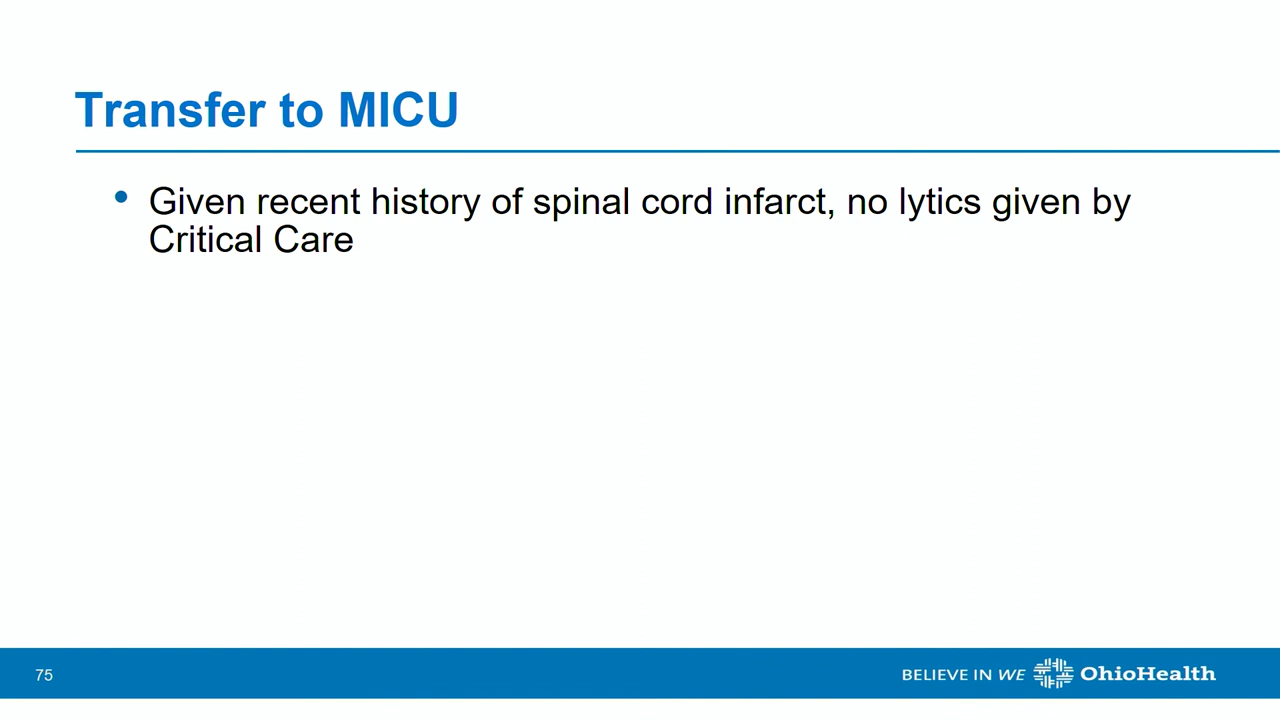 Transfer to MICU
• Given recent history of spinal cord infarct, no lytics given by
Critical Care
75
BELIEVE IN WE OhioHealth